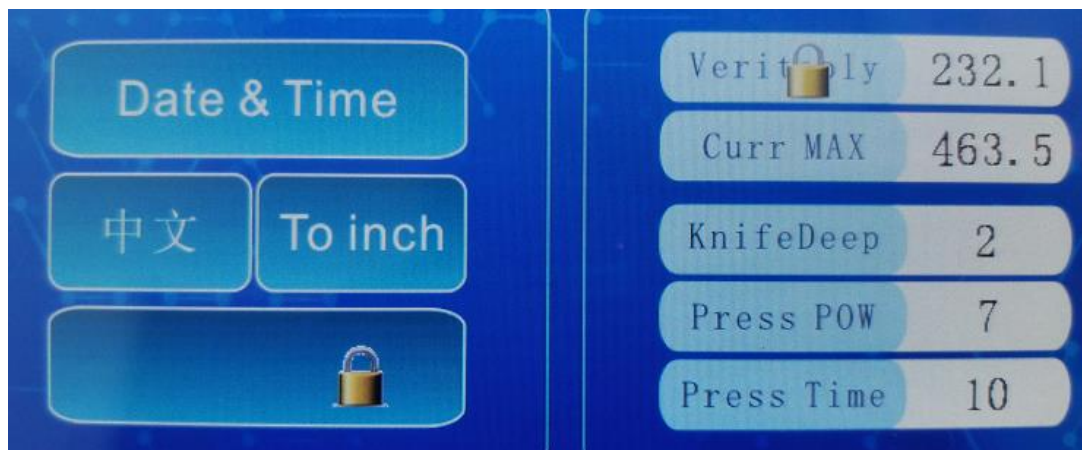 Date & Time
中文
To inch
232.1
Curr MAX
463.5
KnifeDeep
2
Press POW
7
Press Time
10